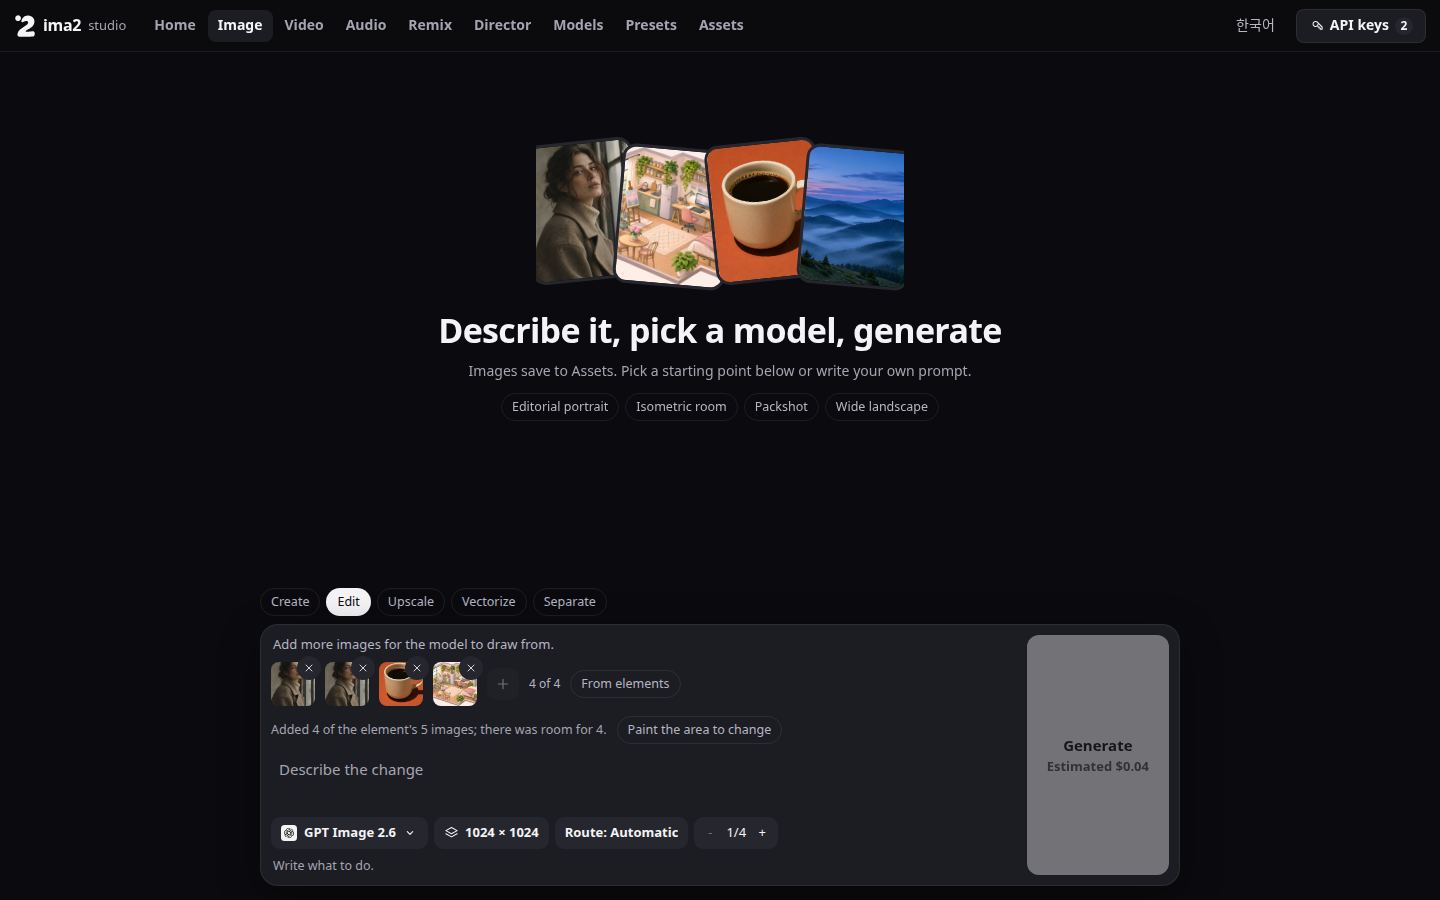 ima2 studio Home Image Video Audio Remix Director Models Presets Assets 한국어 API keys 2
Describe it, pick a model, generate
Images save to Assets. Pick a starting point below or write your own prompt.
Editorial portrait Isometric room Packshot Wide landscape
Create Edit Upscale Vectorize Separate
Add more images for the model to draw from.
4 of 4 From elements
Added 4 of the element's 5 images; there was room for 4. Paint the area to change
Generate
Estimated $0.04
Describe the change
GPT Image 2.6 1024 × 1024 Route: Automatic - 1/4 +
Write what to do.